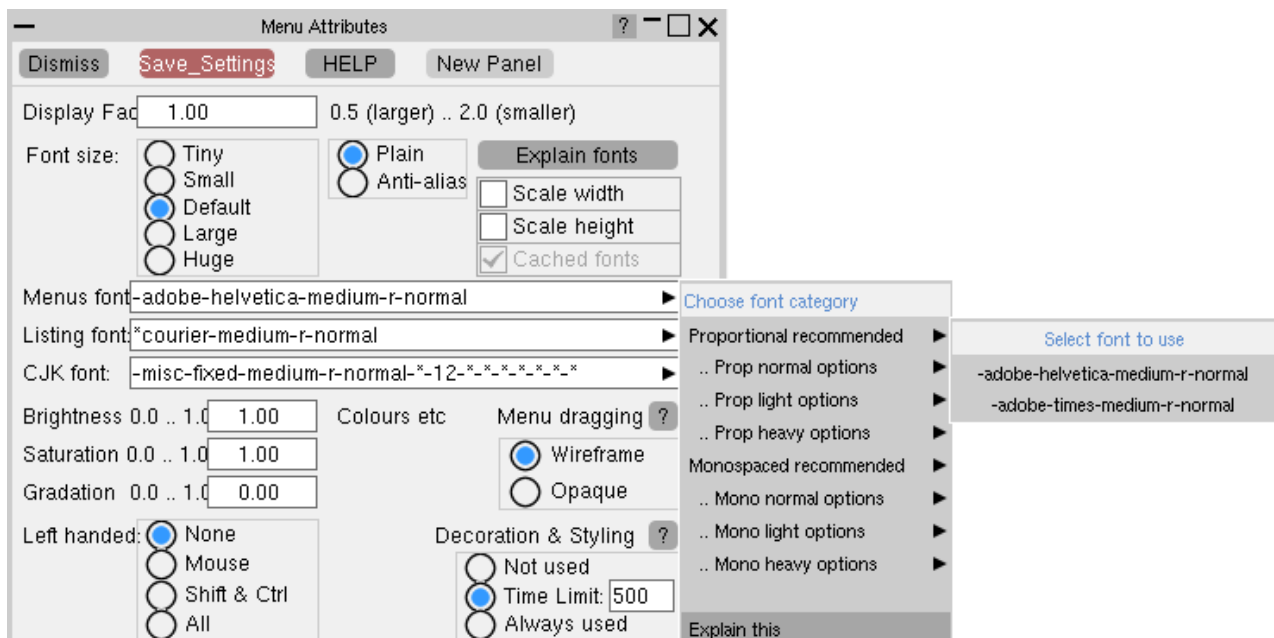 Menu Attributes ?
Dismiss Save_Settings HELP New Panel
Display Fac 1.00 0.5 (larger) .. 2.0 (smaller)
Font size: Tiny Plain Explain fonts
Small Anti-alias Scale width
Default Scale height
Large Cached fonts
Huge
Menus font -adobe-helvetica-medium-r-normal
Listing font: *courier-medium-r-normal
CJK font: -misc-fixed-medium-r-normal-*-12-*-*-*-*-*-*
Brightness 0.0 .. 1.0 1.00 Colours etc Menu dragging ?
Saturation 0.0 .. 1.0 1.00 Wireframe
Gradation 0.0 .. 1.0 0.00 Opaque
Left handed: None Decoration & Styling ?
Mouse Not used
Shift & Ctrl Time Limit: 500
All Always used
Choose font category
Proportional recommended
.. Prop normal options
.. Prop light options
.. Prop heavy options
Monospaced recommended
.. Mono normal options
.. Mono light options
.. Mono heavy options
Explain this
Select font to use
-adobe-helvetica-medium-r-normal
-adobe-times-medium-r-normal